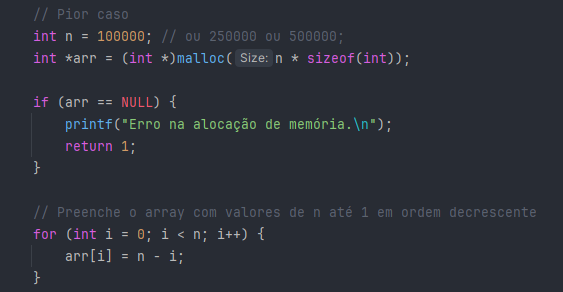 // Pior caso
int n = 100000; // ou 250000 ou 500000;
int *arr = (int *)malloc( Size: n * sizeof(int));
if (arr == NULL) {
printf("Erro na alocação de memória.\n");
return 1;
}
// Preenche o array com valores de n até 1 em ordem decrescente
for (int i = 0; i < n; i++) {
arr[i] = n - i;
}